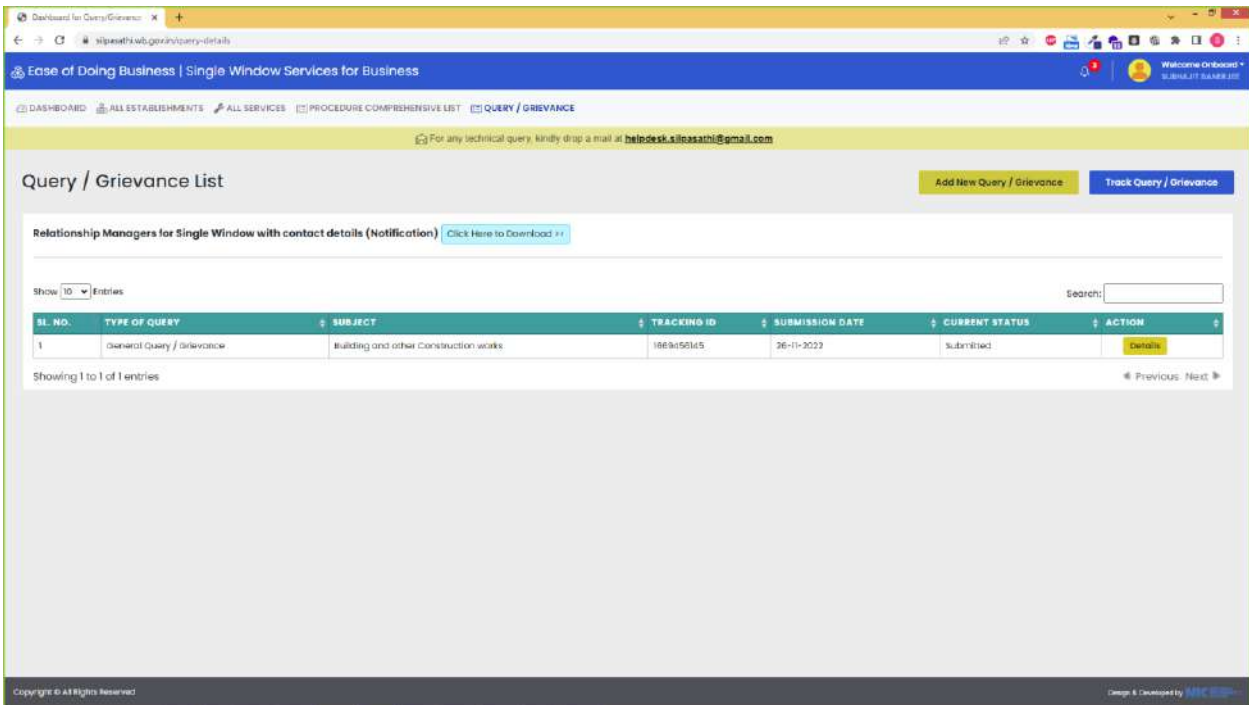 Dashboard for Query/Grievance
silpasathi.wb.gov.in/query-details
Ease of Doing Business | Single Window Services for Business
3
Welcome Onboard
SUBHAJIT BANERJEE
DASHBOARD ALL ESTABLISHMENTS ALL SERVICES PROCEDURE COMPREHENSIVE LIST QUERY / GRIEVANCE
For any technical query, kindly drop a mail at helpdesk.silpasathi@gmail.com
Query / Grievance List
Add New Query / Grievance
Track Query / Grievance
Relationship Managers for Single Window with contact details (Notification) Click Here to Download >>
Show 10 Entries
Search:
SL. NO. TYPE OF QUERY SUBJECT TRACKING ID SUBMISSION DATE CURRENT STATUS ACTION
1 General Query / Grievance Building and other Construction works 1669456145 26-11-2022 Submitted Details
Showing 1 to 1 of 1 entries
Previous Next
Copyright © All Rights Reserved
Design & Developed by NIC